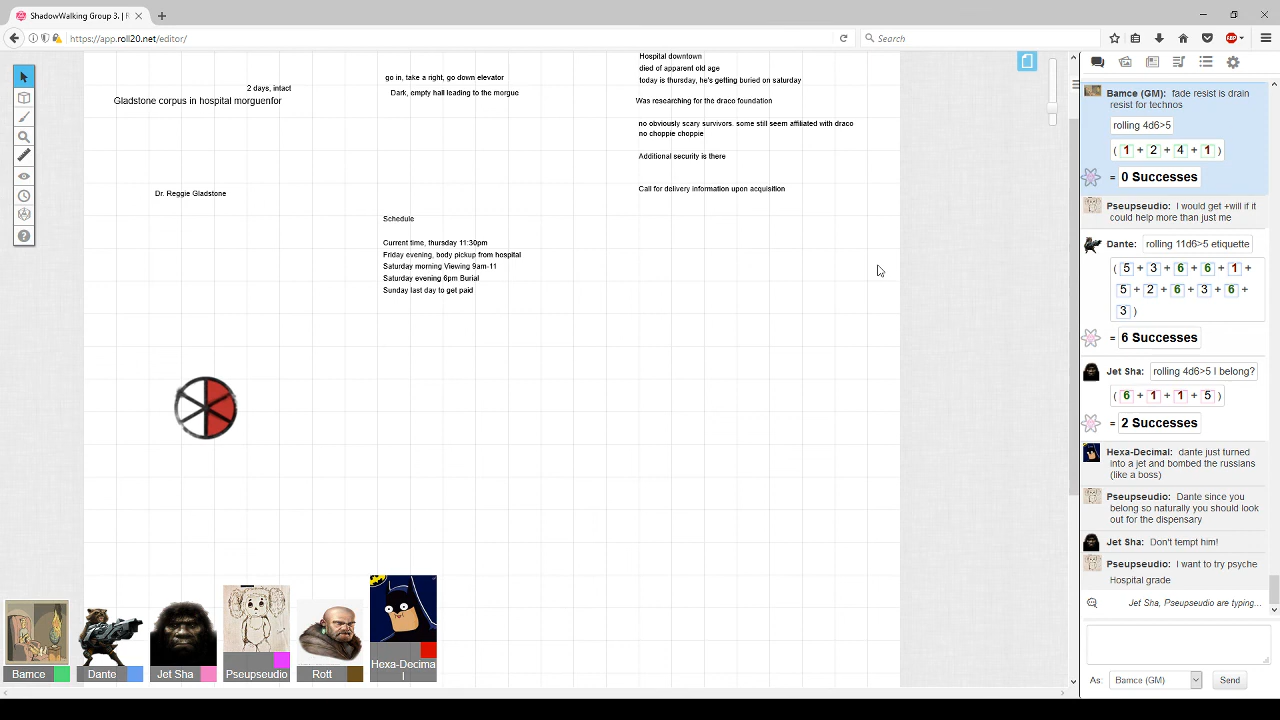 ShadowWalking Group 3. | R
https://app.roll20.net/editor/
Search
2 days, intact
Gladstone corpus in hospital morguenfor
Dr. Reggie Gladstone
go in, take a right, go down elevator
Dark, empty hall leading to the morgue
Schedule
Current time, thursday 11:30pm
Friday evening, body pickup from hospital
Saturday morning Viewing 9am-11
Saturday evening 6pm Burial
Sunday last day to get paid
Hospital downtown
died of apparent old age
today is thursday, he's getting buried on saturday
Was researching for the draco foundation
no obviously scary survivors. some still seem affiliated with draco
no choppie choppie
Additional security is there
Call for delivery information upon acquisition
Bamce
Dante
Jet Sha
Pseupseudio
Rott
Hexa-Decima
l
Bamce (GM): fade resist is drain
resist for technos
rolling 4d6>5
( 1 + 2 + 4 + 1 )
= 0 Successes
Pseupseudio: I would get +will if it
could help more than just me
Dante: rolling 11d6>5 etiquette
( 5 + 3 + 6 + 6 + 1 +
5 + 2 + 6 + 3 + 6 +
3 )
= 6 Successes
Jet Sha: rolling 4d6>5 I belong?
( 6 + 1 + 1 + 5 )
= 2 Successes
Hexa-Decimal: dante just turned
into a jet and bombed the russians
(like a boss)
Pseupseudio: Dante since you
belong so naturally you should look
out for the dispensary
Jet Sha: Don't tempt him!
Pseupseudio: I want to try psyche
Hospital grade
Jet Sha, Pseupseudio are typing...
As: Bamce (GM) Send